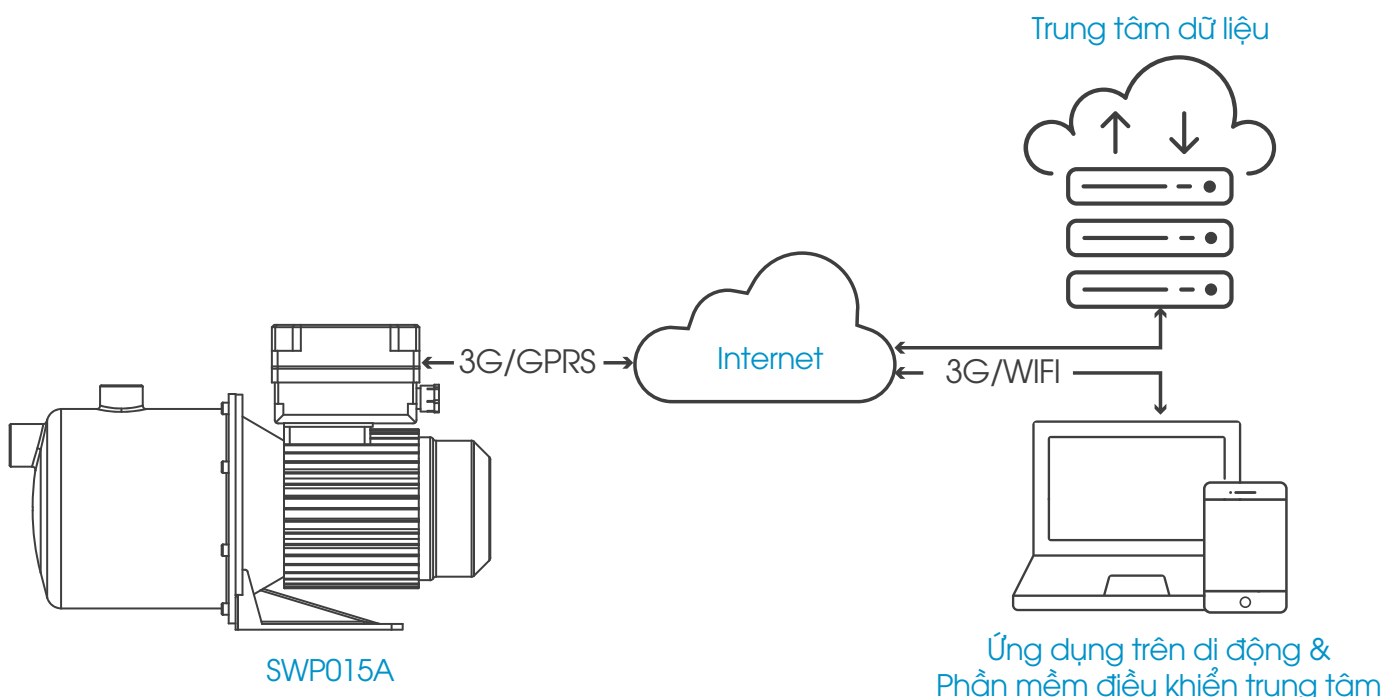 Trung tâm dữ liệu
3G/GPRS
Internet
3G/WIFI
SWP015A
Ứng dụng trên di động &
Phần mềm điều khiển trung tâm